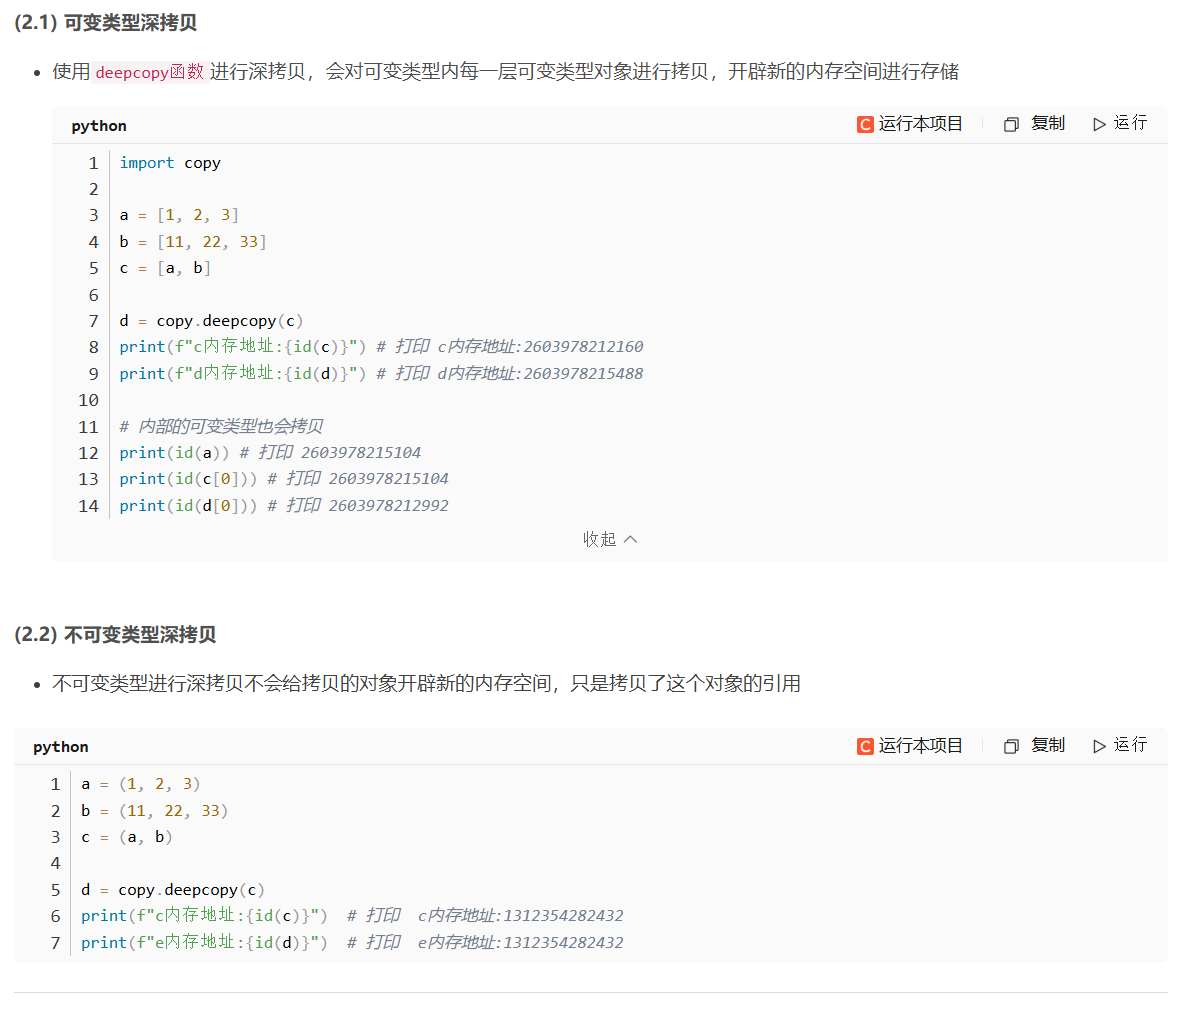 (2.1) 可变类型深拷贝
• 使用 deepcopy函数 进行深拷贝，会对可变类型内每一层可变类型对象进行拷贝，开辟新的内存空间进行存储
python C 运行本项目 复制 运行
1 import copy
2
3 a = [1, 2, 3]
4 b = [11, 22, 33]
5 c = [a, b]
6
7 d = copy.deepcopy(c)
8 print(f"c内存地址:{id(c)}") # 打印 c内存地址:2603978212160
9 print(f"d内存地址:{id(d)}") # 打印 d内存地址:2603978215488
10
11 # 内部的可变类型也会拷贝
12 print(id(a)) # 打印 2603978215104
13 print(id(c[0])) # 打印 2603978215104
14 print(id(d[0])) # 打印 2603978212992
收起
(2.2) 不可变类型深拷贝
• 不可变类型进行深拷贝不会给拷贝的对象开辟新的内存空间，只是拷贝了这个对象的引用
python C 运行本项目 复制 运行
1 a = (1, 2, 3)
2 b = (11, 22, 33)
3 c = (a, b)
4
5 d = copy.deepcopy(c)
6 print(f"c内存地址:{id(c)}")  # 打印  c内存地址:1312354282432
7 print(f"e内存地址:{id(d)}")  # 打印  e内存地址:1312354282432